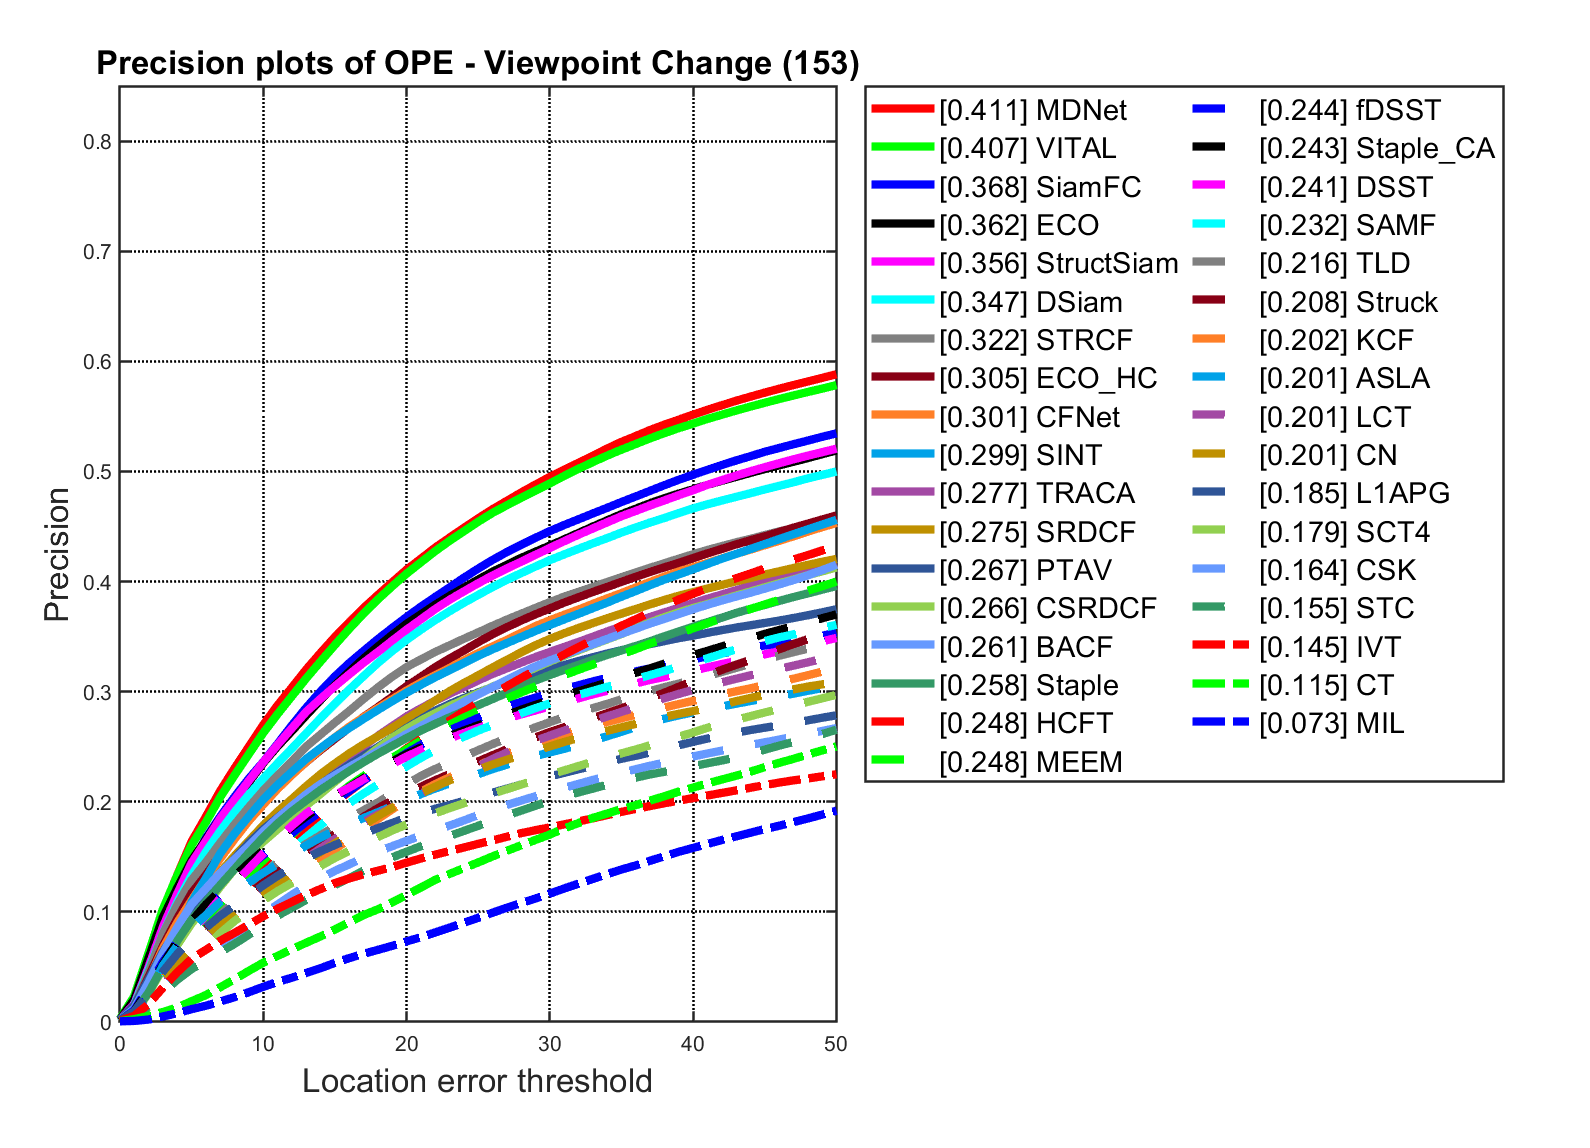 Precision plots of OPE - Viewpoint Change (153)
Precision
0.8
0.7
0.6
0.5
0.4
0.3
0.2
0.1
0
0 10 20 30 40 50
Location error threshold
[0.411] MDNet
[0.407] VITAL
[0.368] SiamFC
[0.362] ECO
[0.356] StructSiam
[0.347] DSiam
[0.322] STRCF
[0.305] ECO_HC
[0.301] CFNet
[0.299] SINT
[0.277] TRACA
[0.275] SRDCF
[0.267] PTAV
[0.266] CSRDCF
[0.261] BACF
[0.258] Staple
[0.248] HCFT
[0.248] MEEM
[0.244] fDSST
[0.243] Staple_CA
[0.241] DSST
[0.232] SAMF
[0.216] TLD
[0.208] Struck
[0.202] KCF
[0.201] ASLA
[0.201] LCT
[0.201] CN
[0.185] L1APG
[0.179] SCT4
[0.164] CSK
[0.155] STC
[0.145] IVT
[0.115] CT
[0.073] MIL